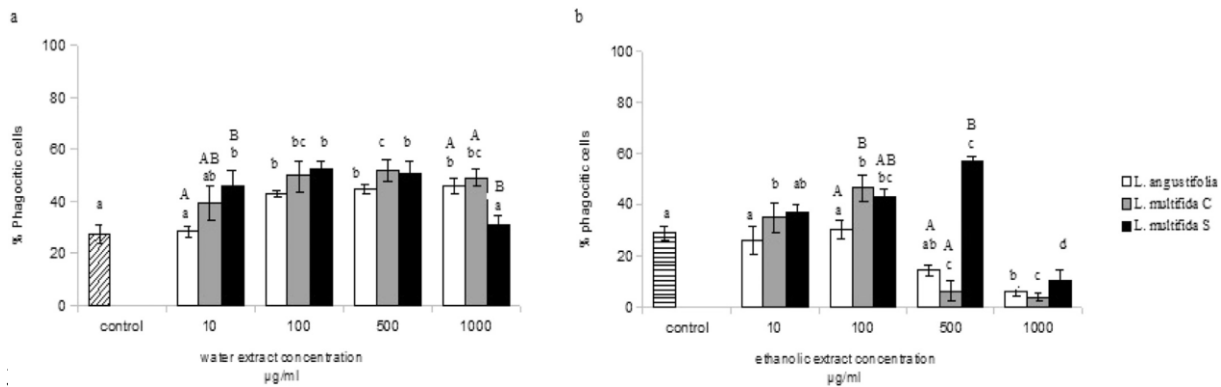 a
b
100
80
60
40
20
0
% Phagocitic cells
a
A
a
AB
ab
B
b
b
bc
b
b
c
b
A
b
A
bc
B
a
control
10
100
500
1000
water extract concentration
µg/ml
100
80
60
40
20
0
% phagocitic cells
a
a
b
ab
A
a
B
b
AB
bc
A
ab
A
c
B
c
b
c
d
control
10
100
500
1000
ethanolic extract concentration
µg/ml
L. angustifolia
L. multifida C
L. multifida S